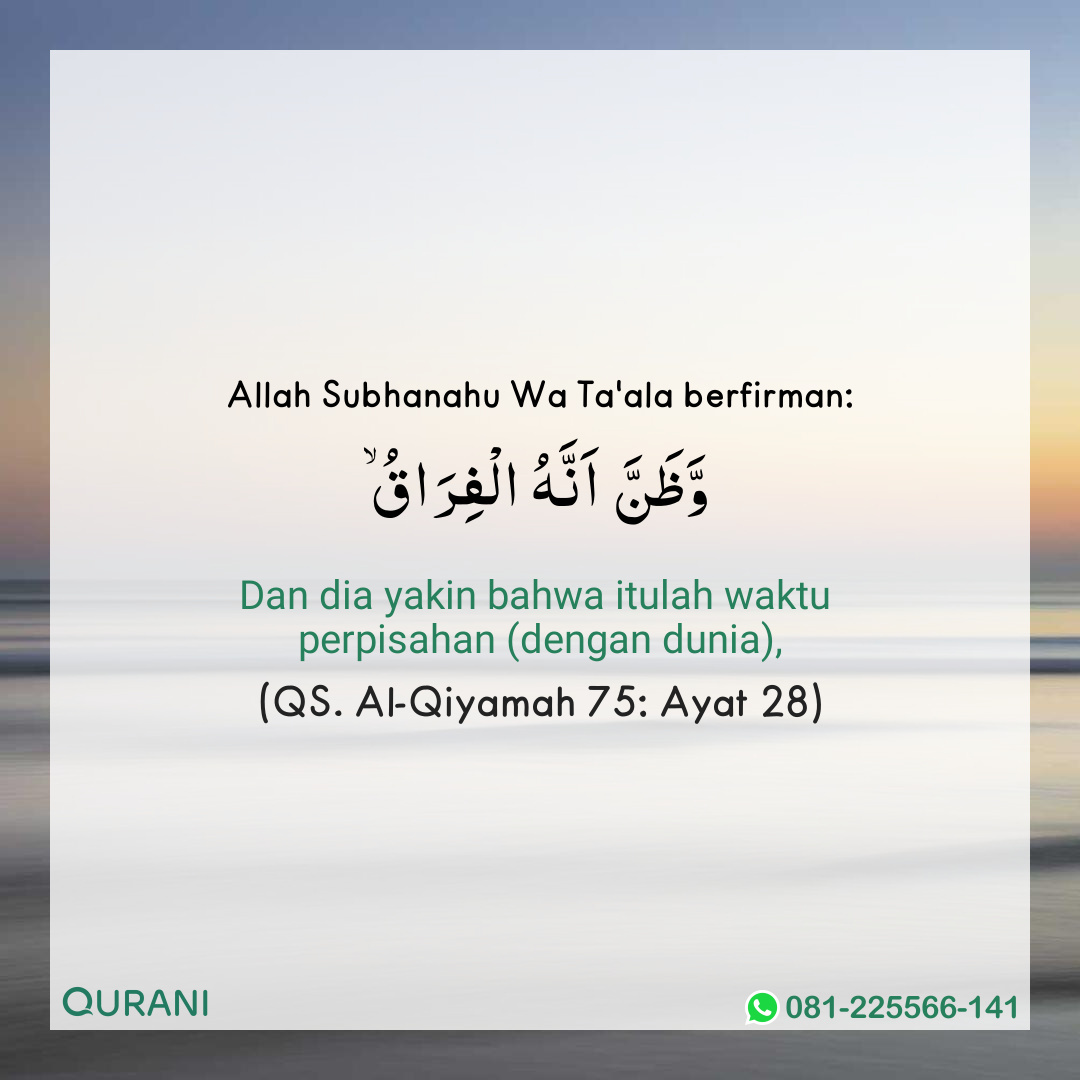 Allah Subhanahu Wa Ta'ala berfirman:
وَّظَنَّ اَنَّهُ الْفِرَاقُۙ
Dan dia yakin bahwa itulah waktu
perpisahan (dengan dunia),
(QS. Al-Qiyamah 75: Ayat 28)
QURANI
081-225566-141